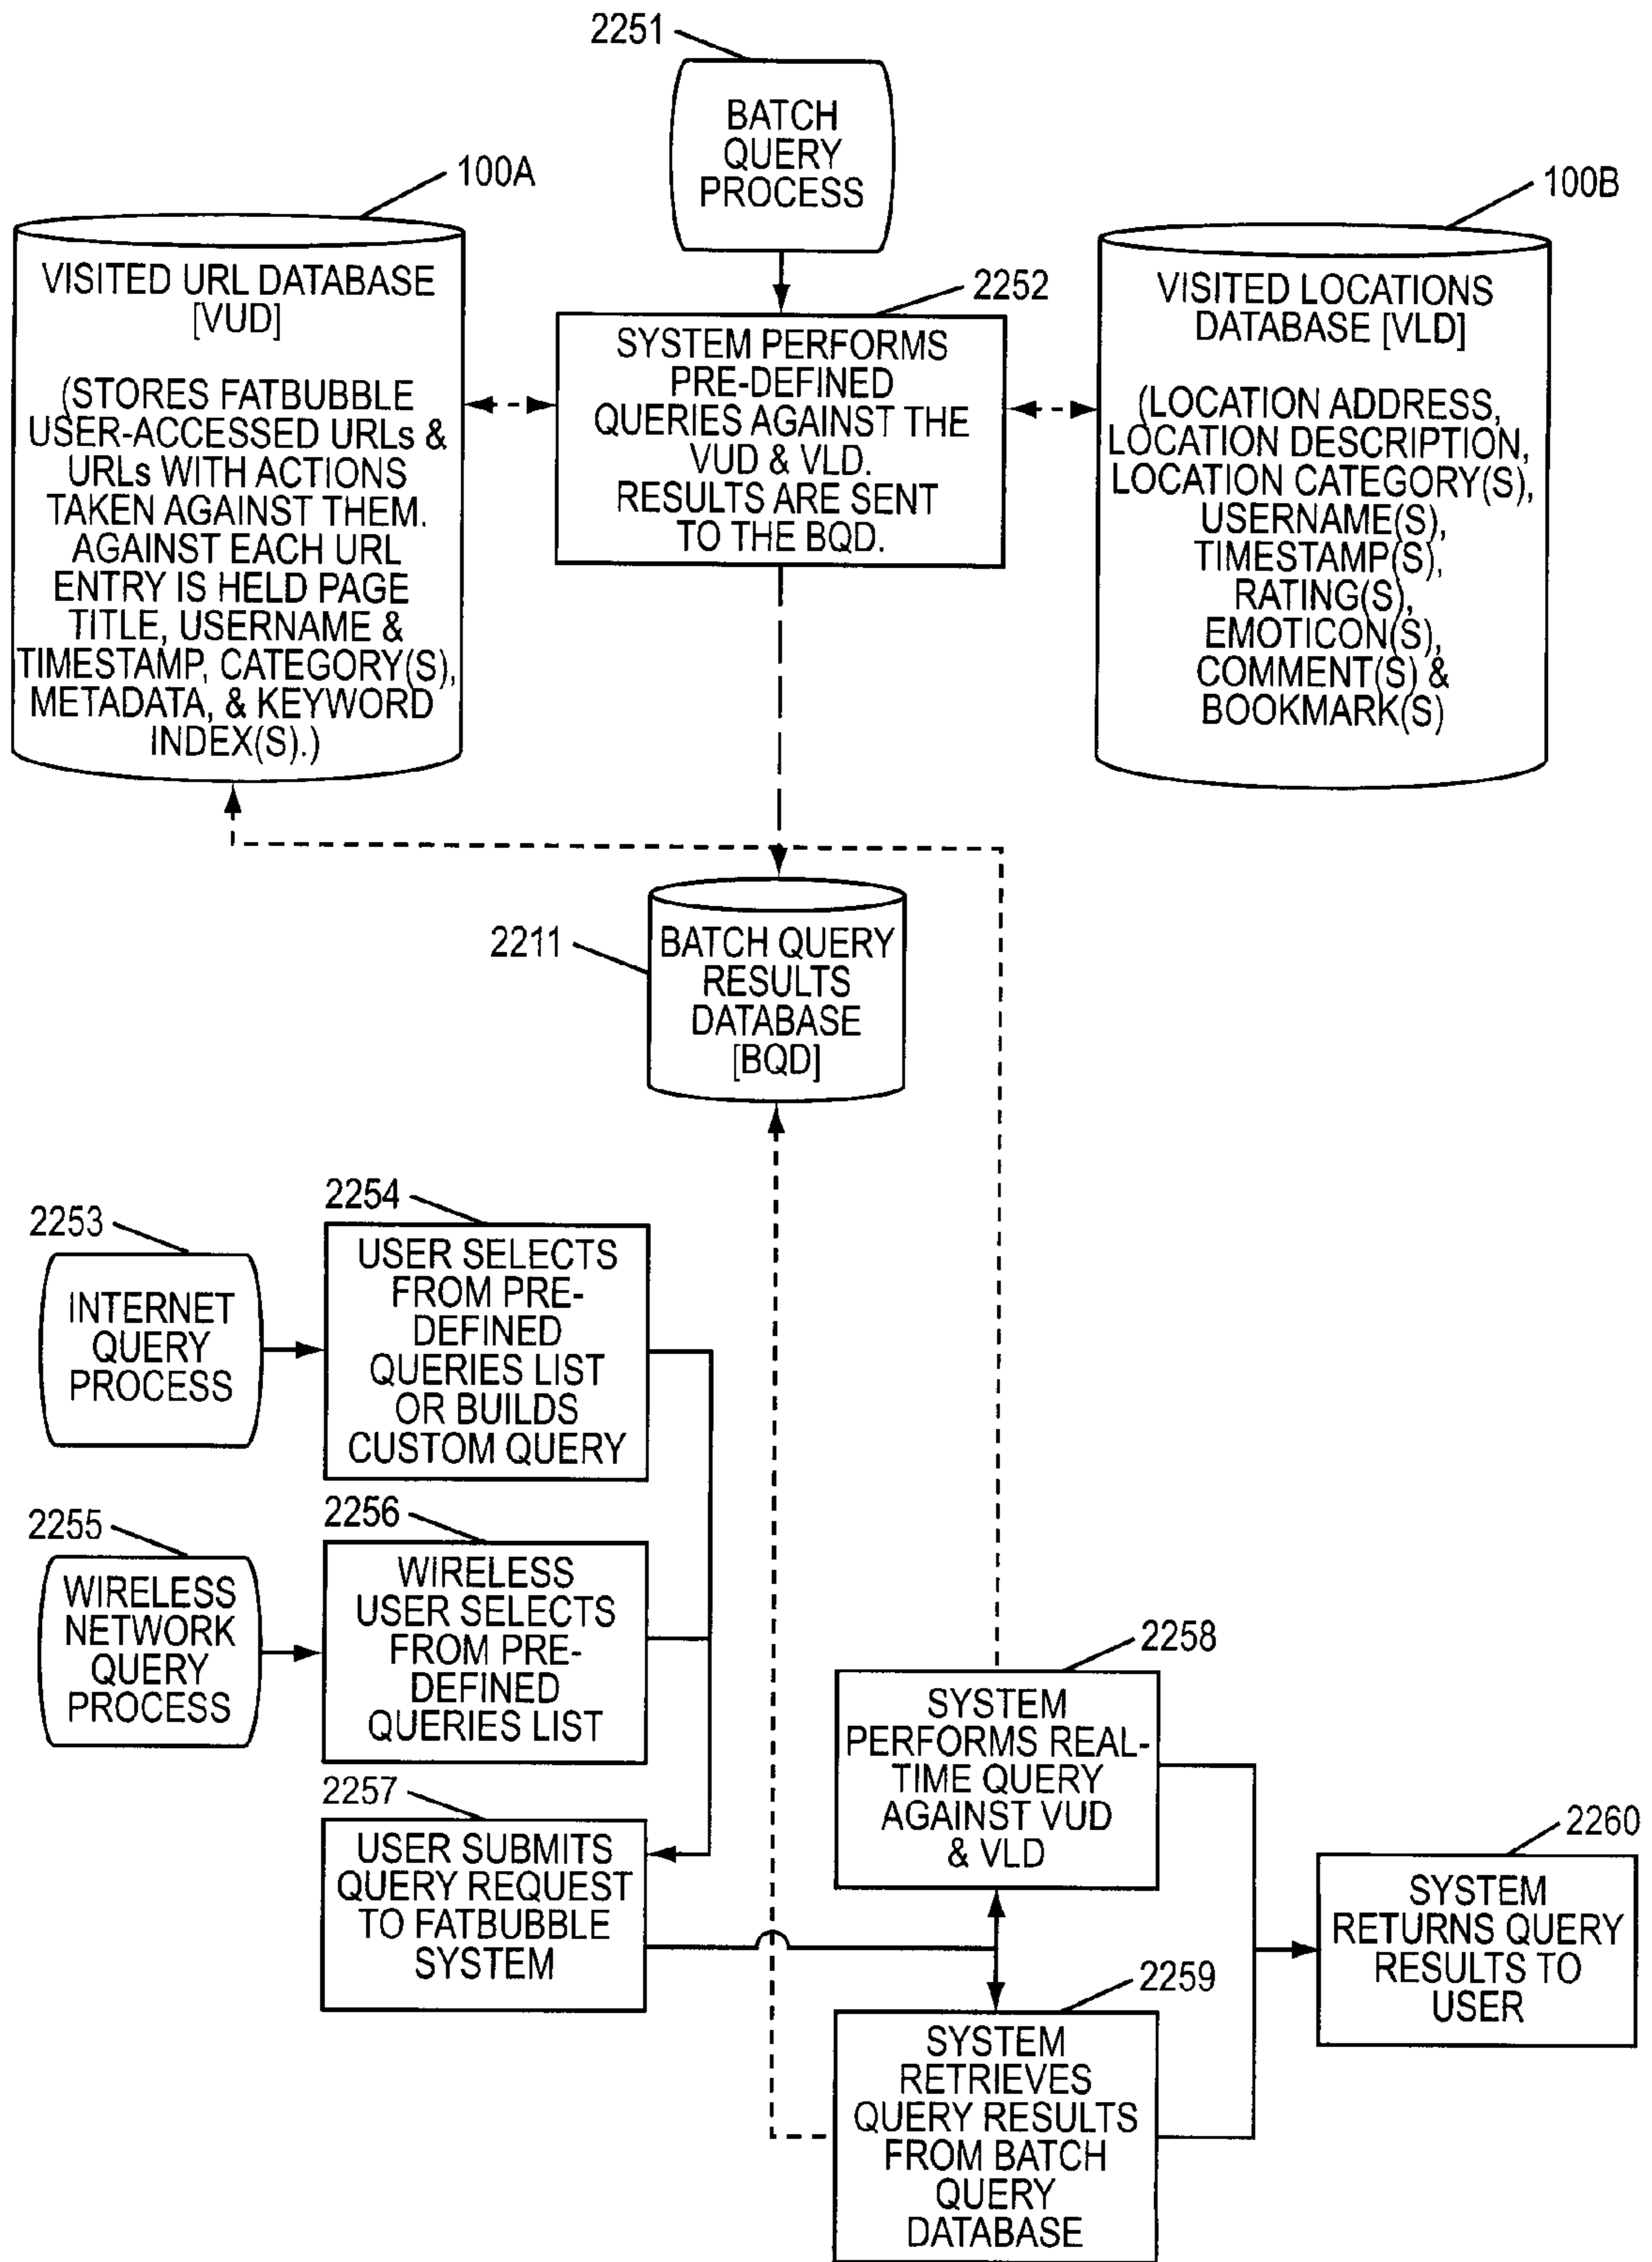 2251
BATCH
QUERY
PROCESS
100A
VISITED URL DATABASE
[VUD]
(STORES FATBUBBLE
USER-ACCESSED URLs &
URLs WITH ACTIONS
TAKEN AGAINST THEM.
AGAINST EACH URL
ENTRY IS HELD PAGE
TITLE, USERNAME &
TIMESTAMP, CATEGORY(S),
METADATA, & KEYWORD
INDEX(S).)
2252
SYSTEM PERFORMS
PRE-DEFINED
QUERIES AGAINST THE
VUD & VLD.
RESULTS ARE SENT
TO THE BQD.
100B
VISITED LOCATIONS
DATABASE [VLD]
(LOCATION ADDRESS,
LOCATION DESCRIPTION,
LOCATION CATEGORY(S),
USERNAME(S),
TIMESTAMP(S),
RATING(S),
EMOTICON(S),
COMMENT(S) &
BOOKMARK(S)
2211
BATCH QUERY
RESULTS
DATABASE
[BQD]
2253
INTERNET
QUERY
PROCESS
2254
USER SELECTS
FROM PRE-
DEFINED
QUERIES LIST
OR BUILDS
CUSTOM QUERY
2255
WIRELESS
NETWORK
QUERY
PROCESS
2256
WIRELESS
USER SELECTS
FROM PRE-
DEFINED
QUERIES LIST
2257
USER SUBMITS
QUERY REQUEST
TO FATBUBBLE
SYSTEM
2258
SYSTEM
PERFORMS REAL-
TIME QUERY
AGAINST VUD
& VLD
2259
SYSTEM
RETRIEVES
QUERY RESULTS
FROM BATCH
QUERY
DATABASE
2260
SYSTEM
RETURNS QUERY
RESULTS TO
USER